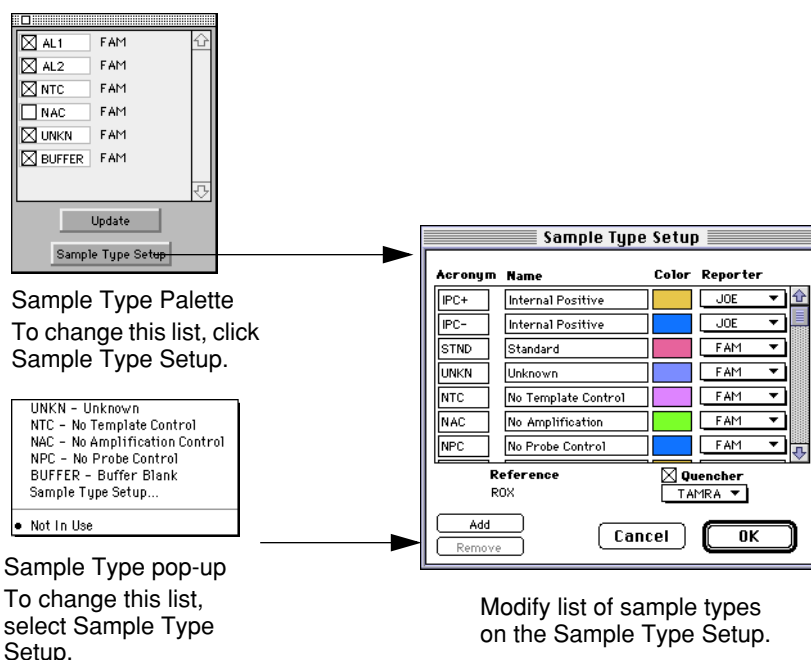 AL1 FAM
AL2 FAM
NTC FAM
NAC FAM
UNKN FAM
BUFFER FAM
Update
Sample Type Setup
Sample Type Palette
To change this list, click
Sample Type Setup.
UNKN - Unknown
NTC - No Template Control
NAC - No Amplification Control
NPC - No Probe Control
BUFFER - Buffer Blank
Sample Type Setup...
• Not In Use
Sample Type pop-up
To change this list,
select Sample Type
Setup.
Sample Type Setup
Acronym Name Color Reporter
IPC+ Internal Positive JOE
IPC- Internal Positive JOE
STND Standard FAM
UNKN Unknown FAM
NTC No Template Control FAM
NAC No Amplification FAM
NPC No Probe Control FAM
Reference Quencher
ROX TAMRA
Add
Remove
Cancel OK
Modify list of sample types
on the Sample Type Setup.